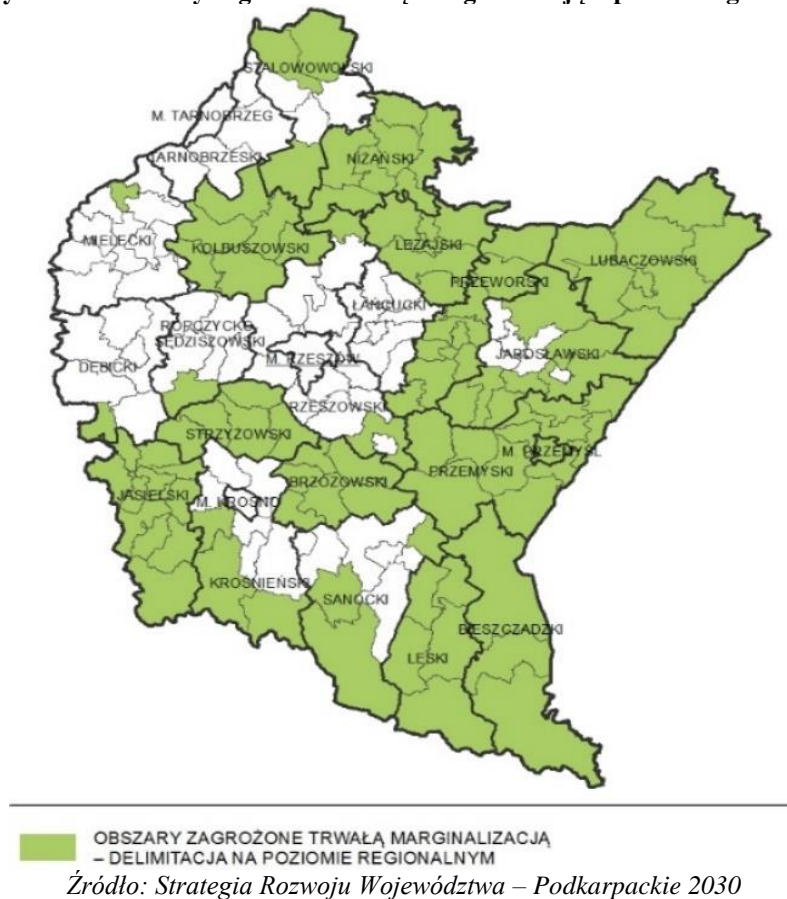 STALOWOWOLSKI
M. TARNOBRZEG
TARNOBRZESKI
NIŻAŃSKI
MIELECKI
KOLBUSZOWSKI
LEŻAJSKI
LUBACZOWSKI
PRZEWORSKI
ŁAŃCUCKI
ROPCZYCKO
SĘDZISZOWSKI
M. RZESZÓW
JAROSŁAWSKI
DĘBICKI
RZESZOWSKI
STRZYŻOWSKI
M. PRZEMYŚL
PRZEMYSKI
JASIELSKI
BRZOZOWSKI
M. KROSNO
KROŚNIEŃSKI
SANOCKI
BIESZCZADZKI
LESKI
OBSZARY ZAGROŻONE TRWAŁĄ MARGINALIZACJĄ
– DELIMITACJA NA POZIOMIE REGIONALNYM
Źródło: Strategia Rozwoju Województwa – Podkarpackie 2030